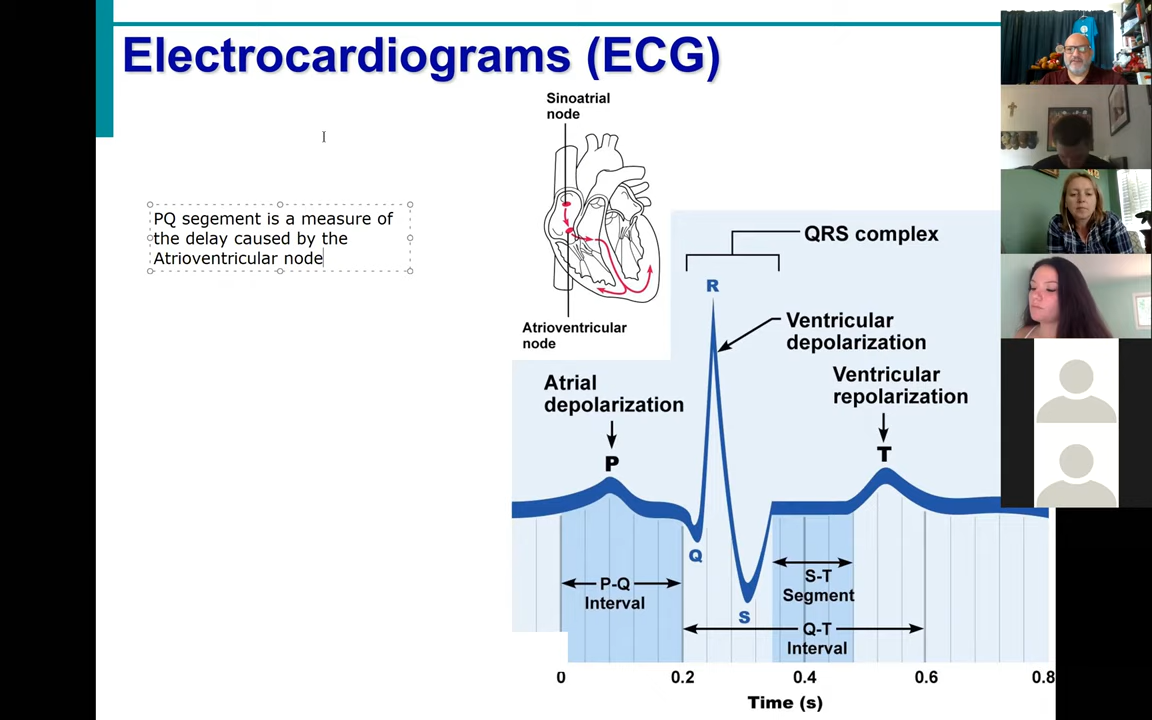 Electrocardiograms (ECG)
Sinoatrial
node
PQ segement is a measure of
the delay caused by the
Atrioventricular node
QRS complex
R
Atrioventricular
node
Ventricular
depolarization
Atrial
depolarization
Ventricular
repolarization
P
T
Q
S-T
Segment
P-Q
Interval
S
Q-T
Interval
0 0.2 0.4 0.6 0.8
Time (s)